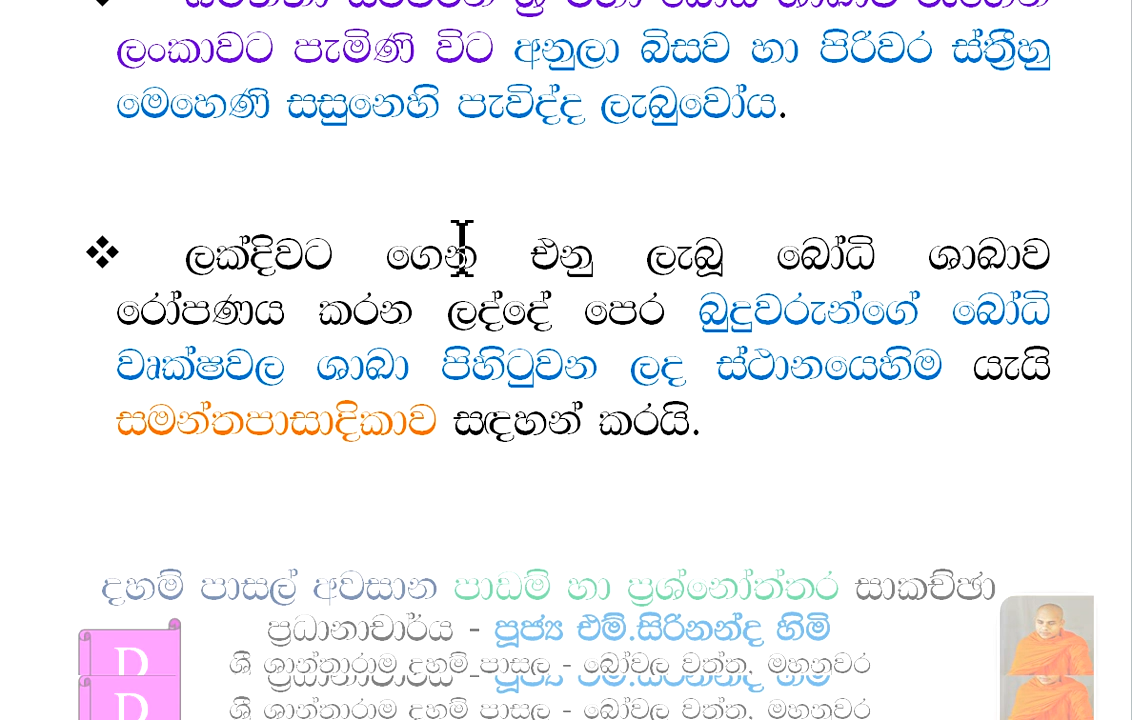 ලංකාවට පැමිණි විට අනුලා බිසව හා පිරිවර ස්ත්‍රීහු
මෙහෙණි සසුනෙහි පැවිද්ද ලැබුවෝය.
❖ ලක්දිවට ගෙන එනු ලැබූ බෝධි ශාඛාව
රෝපණය කරන ලද්දේ පෙර බුදුවරුන්ගේ බෝධි
වෘක්ෂවල ශාඛා පිහිටුවන ලද ස්ථානයෙහිම යැයි
සමන්තපාසාදිකාව සඳහන් කරයි.
දහම් පාසල් අවසාන පාඩම් හා ප්‍රශ්නෝත්තර සාකච්ඡා
ප්‍රධානාචාර්ය - පූජ්‍ය එම්.සිරිනන්ද හිමි
ශ්‍රී ශාන්තාරාම දහම් පාසල - බෝවල වත්ත, මහනුවර
D
ශ්‍රී ශාන්තාරාම දහම් පාසල - බෝවල වත්ත, මහනුවර
D